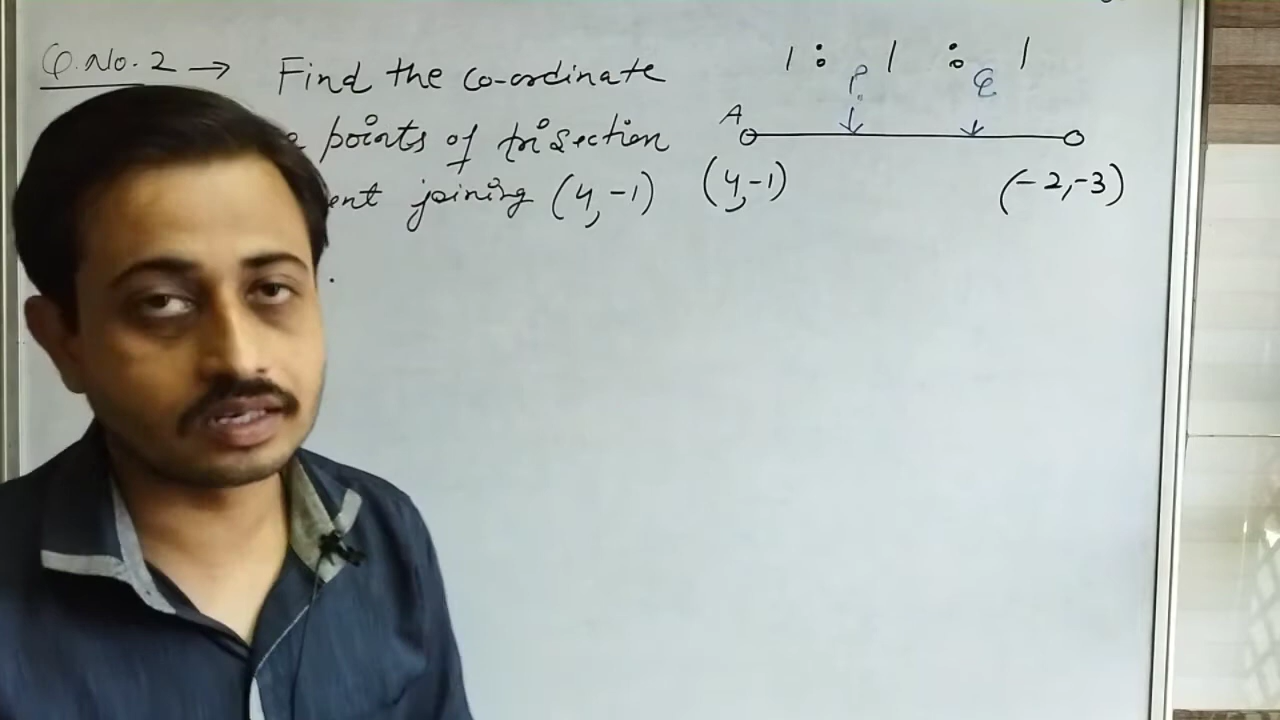 Q.No. 2 → Find the co-ordinate
points of trisection
joining (4,-1)
.
1 : 1 : 1
P Q
A
(4,-1) (-2,-3)